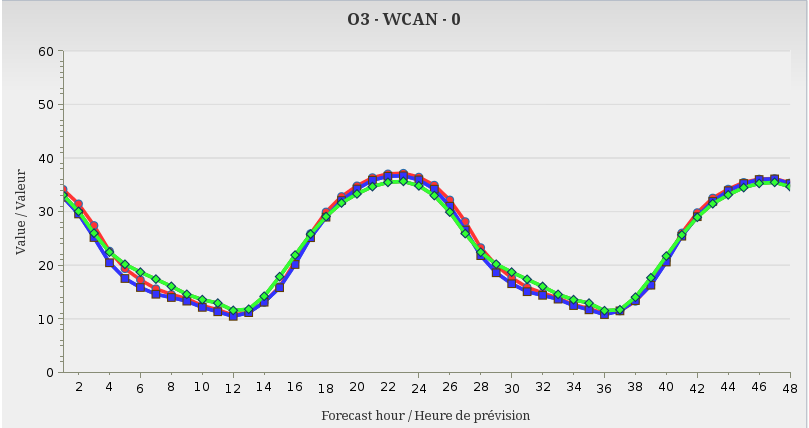 O3 - WCAN - 0
60
50
40
30
20
10
0
Value / Valeur
2 4 6 8 10 12 14 16 18 20 22 24 26 28 30 32 34 36 38 40 42 44 46 48
Forecast hour / Heure de prévision